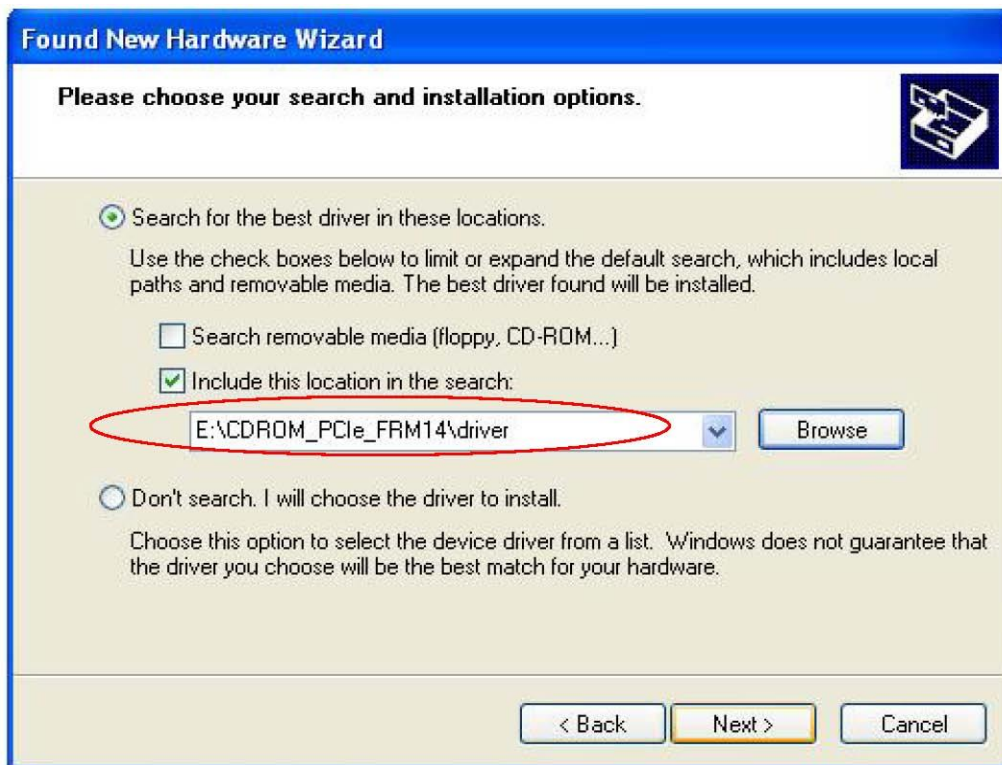 Found New Hardware Wizard
Please choose your search and installation options.
Search for the best driver in these locations.
Use the check boxes below to limit or expand the default search, which includes local
paths and removable media. The best driver found will be installed.
Search removable media (floppy, CD-ROM...)
Include this location in the search:
E:\CDROM_PCIe_FRM14\driver
Browse
Don't search. I will choose the driver to install.
Choose this option to select the device driver from a list. Windows does not guarantee that
the driver you choose will be the best match for your hardware.
< Back Next > Cancel